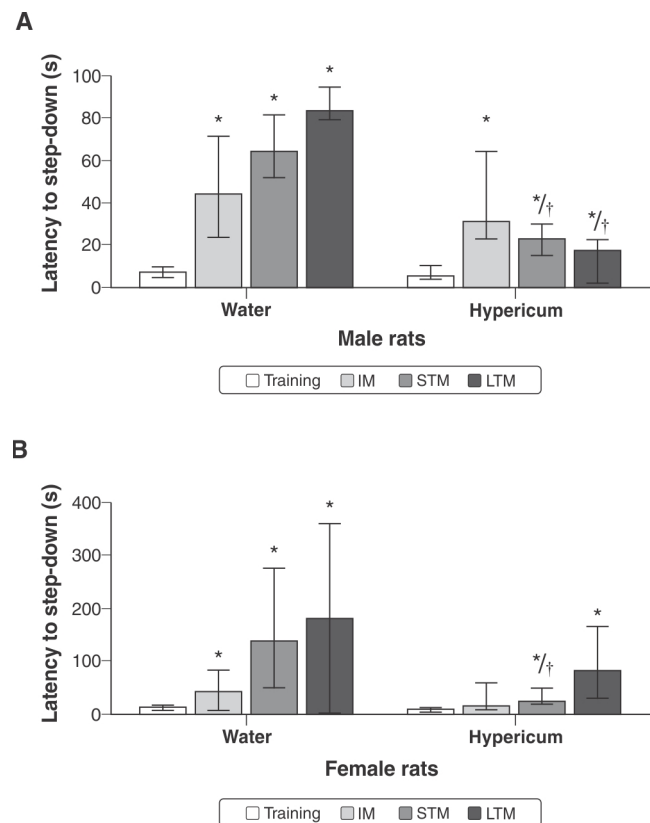 A
Latency to step-down (s)
100
80
60
40
20
0
* * *
* */† */†
Water Hypericum
Male rats
Training IM STM LTM
B
Latency to step-down (s)
400
300
200
100
0
* * *
*/† *
Water Hypericum
Female rats
Training IM STM LTM